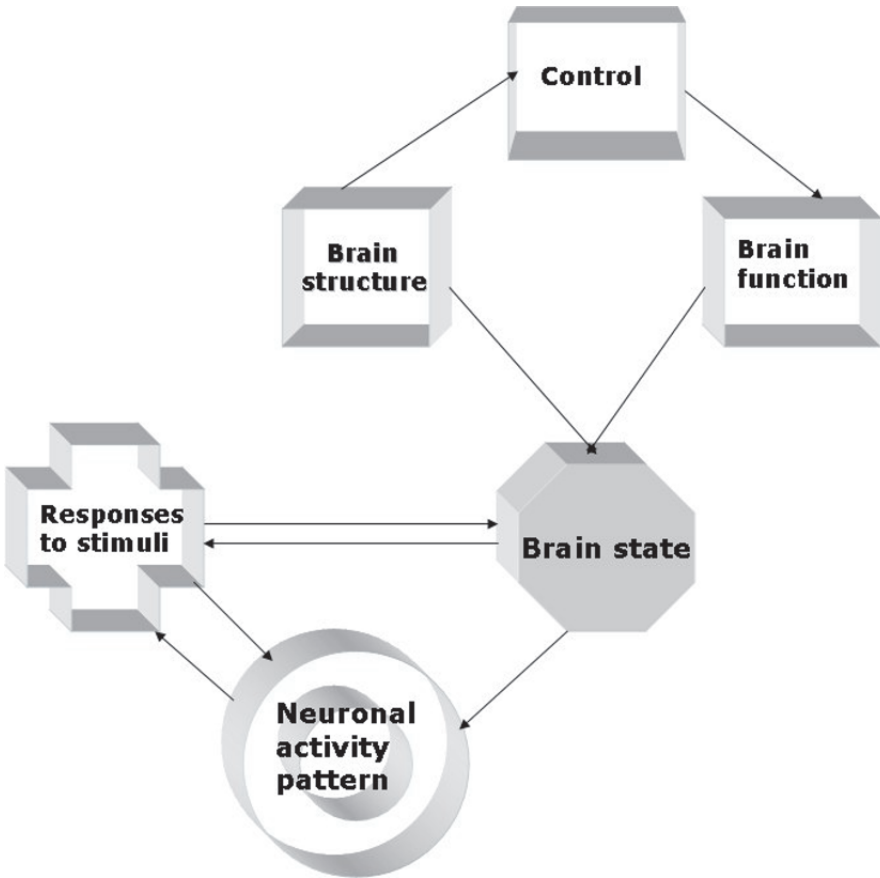 Control
Brain
structure
Brain
function
Responses
to stimuli
Brain state
Neuronal
activity
pattern